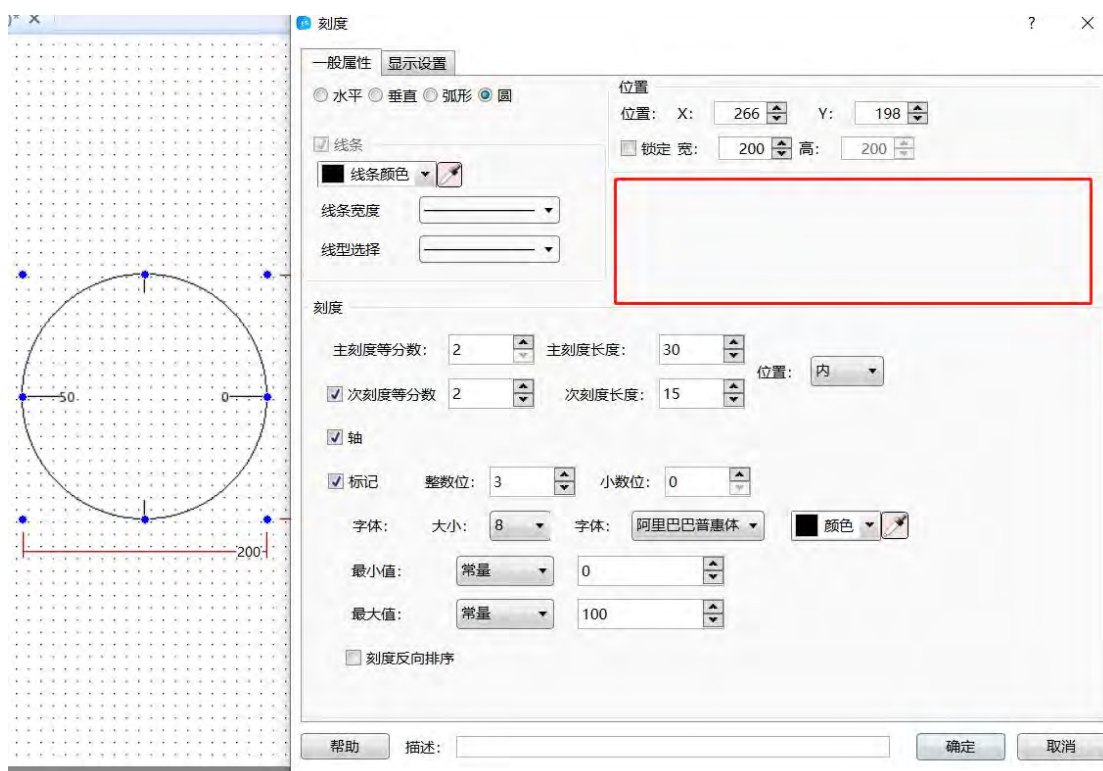 )* ×
刻度 ? ×
一般属性 显示设置
水平 垂直 弧形 圆
位置
位置: X: 266 Y: 198
锁定 宽: 200 高: 200
线条
线条颜色
线条宽度
线型选择
刻度
主刻度等分数: 2 主刻度长度: 30
位置: 内
次刻度等分数 2 次刻度长度: 15
轴
标记 整数位: 3 小数位: 0
字体: 大小: 8 字体: 阿里巴巴普惠体 颜色
最小值: 常量 0
最大值: 常量 100
刻度反向排序
帮助 描述: 确定 取消
50 0
200